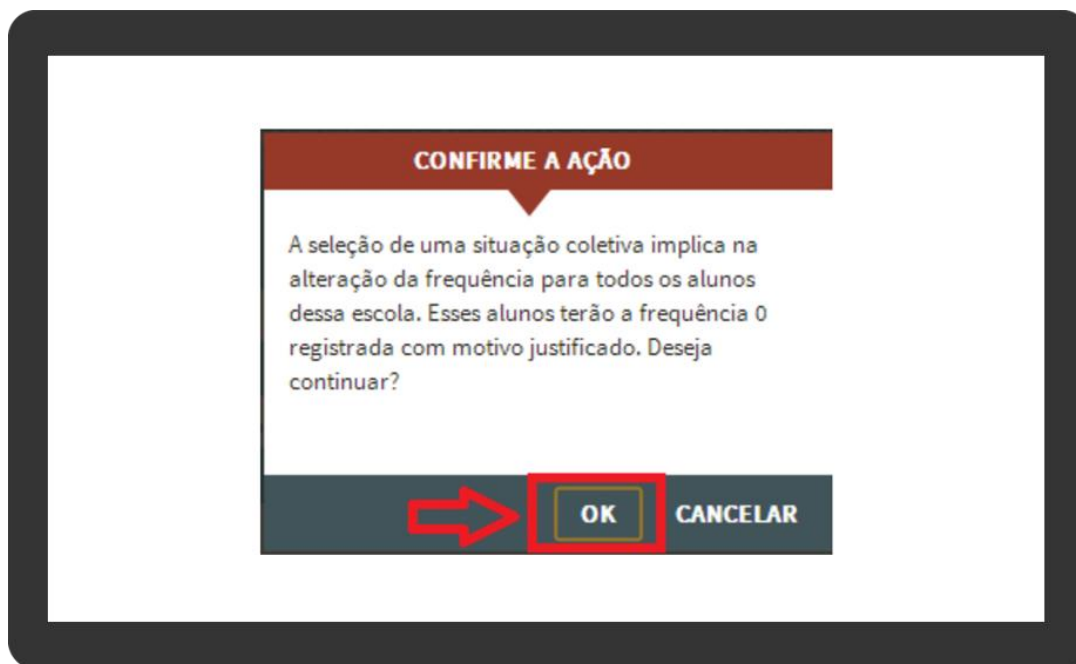 CONFIRME A AÇÃO
A seleção de uma situação coletiva implica na
alteração da frequência para todos os alunos
dessa escola. Esses alunos terão a frequência 0
registrada com motivo justificado. Deseja
continuar?
OK CANCELAR